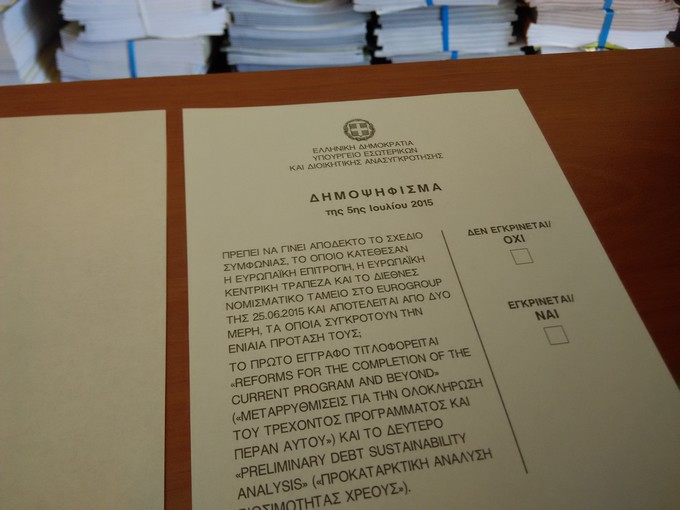 ΕΛΛΗΝΙΚΗ ΔΗΜΟΚΡΑΤΙΑ
ΥΠΟΥΡΓΕΙΟ ΕΣΩΤΕΡΙΚΩΝ
ΚΑΙ ΔΙΟΙΚΗΤΙΚΗΣ ΑΝΑΣΥΓΚΡΟΤΗΣΗΣ
ΔΗΜΟΨΗΦΙΣΜΑ
της 5ης Ιουλίου 2015
ΠΡΕΠΕΙ ΝΑ ΓΙΝΕΙ ΑΠΟΔΕΚΤΟ ΤΟ ΣΧΕΔΙΟ
ΣΥΜΦΩΝΙΑΣ, ΤΟ ΟΠΟΙΟ ΚΑΤΕΘΕΣΑΝ
Η ΕΥΡΩΠΑΪΚΗ ΕΠΙΤΡΟΠΗ, Η ΕΥΡΩΠΑΪΚΗ
ΚΕΝΤΡΙΚΗ ΤΡΑΠΕΖΑ ΚΑΙ ΤΟ ΔΙΕΘΝΕΣ
ΝΟΜΙΣΜΑΤΙΚΟ ΤΑΜΕΙΟ ΣΤΟ EUROGROUP
ΤΗΣ 25.06.2015 ΚΑΙ ΑΠΟΤΕΛΕΙΤΑΙ ΑΠΟ ΔΥΟ
ΜΕΡΗ, ΤΑ ΟΠΟΙΑ ΣΥΓΚΡΟΤΟΥΝ ΤΗΝ
ΕΝΙΑΙΑ ΠΡΟΤΑΣΗ ΤΟΥΣ;
ΤΟ ΠΡΩΤΟ ΕΓΓΡΑΦΟ ΤΙΤΛΟΦΟΡΕΙΤΑΙ
«REFORMS FOR THE COMPLETION OF THE
CURRENT PROGRAM AND BEYOND»
(«ΜΕΤΑΡΡΥΘΜΙΣΕΙΣ ΓΙΑ ΤΗΝ ΟΛΟΚΛΗΡΩΣΗ
ΤΟΥ ΤΡΕΧΟΝΤΟΣ ΠΡΟΓΡΑΜΜΑΤΟΣ ΚΑΙ
ΠΕΡΑΝ ΑΥΤΟΥ») ΚΑΙ ΤΟ ΔΕΥΤΕΡΟ
«PRELIMINARY DEBT SUSTAINABILITY
ANALYSIS» («ΠΡΟΚΑΤΑΡΚΤΙΚΗ ΑΝΑΛΥΣΗ
ΒΙΩΣΙΜΟΤΗΤΑΣ ΧΡΕΟΥΣ»).
ΔΕΝ ΕΓΚΡΙΝΕΤΑΙ/
ΟΧΙ
ΕΓΚΡΙΝΕΤΑΙ/
ΝΑΙ